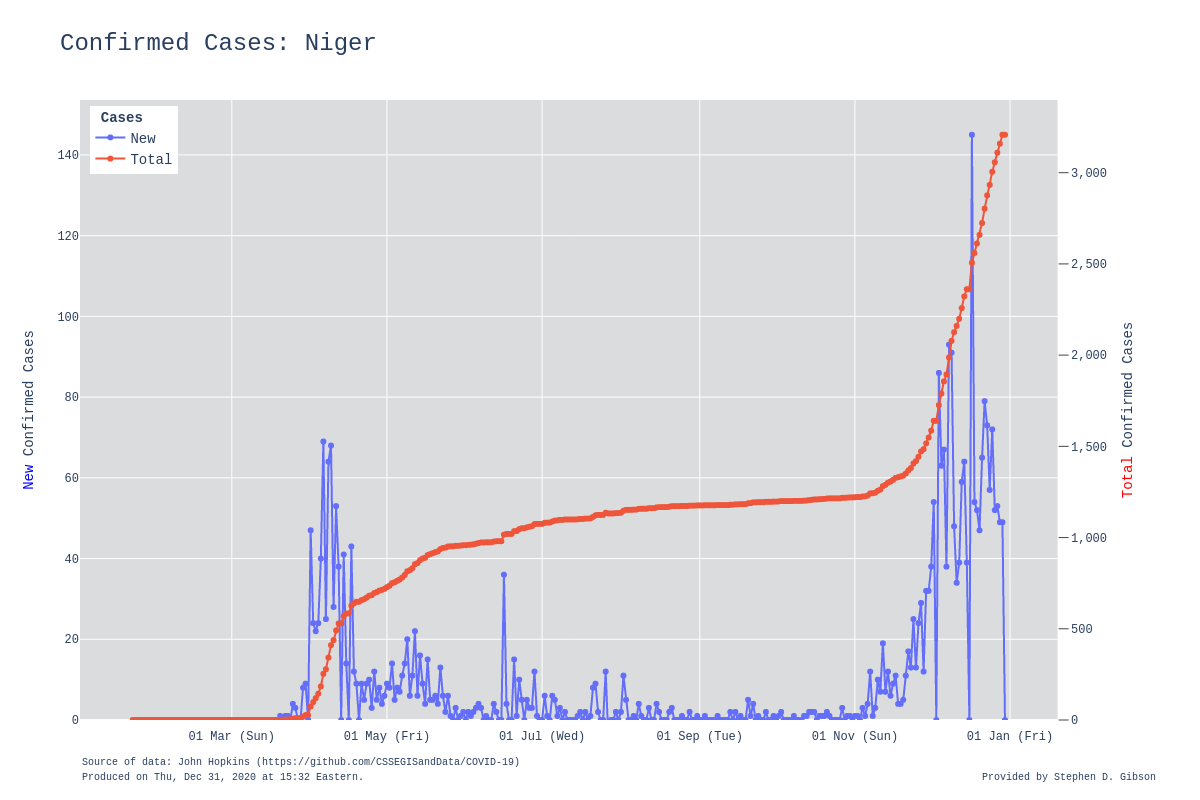 Confirmed Cases: Niger
Cases
New
Total
140
120
100
80
60
40
20
0
New Confirmed Cases
3,000
2,500
2,000
1,500
1,000
500
0
Total Confirmed Cases
01 Mar (Sun)
01 May (Fri)
01 Jul (Wed)
01 Sep (Tue)
01 Nov (Sun)
01 Jan (Fri)
Source of data: John Hopkins (https://github.com/CSSEGISandData/COVID-19)
Produced on Thu, Dec 31, 2020 at 15:32 Eastern.
Provided by Stephen D. Gibson